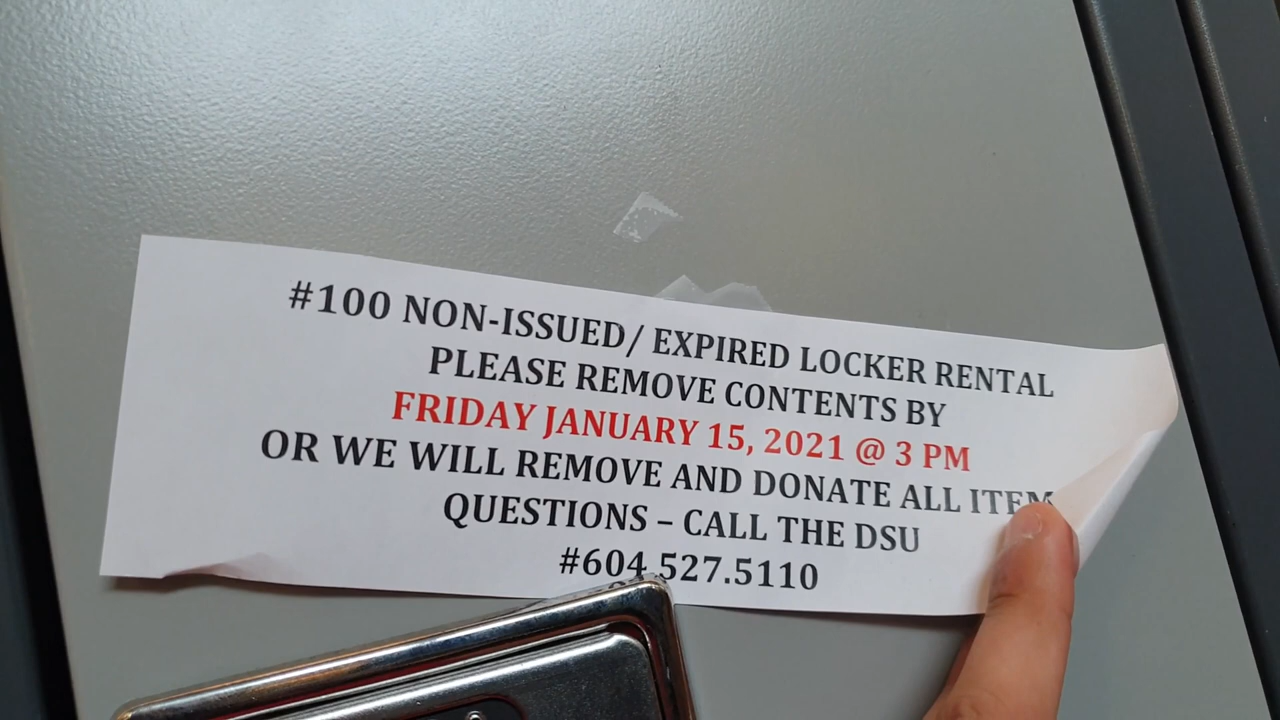 #100 NON-ISSUED/ EXPIRED LOCKER RENTAL
PLEASE REMOVE CONTENTS BY
FRIDAY JANUARY 15, 2021 @ 3 PM
OR WE WILL REMOVE AND DONATE ALL ITEM
QUESTIONS – CALL THE DSU
#604.527.5110